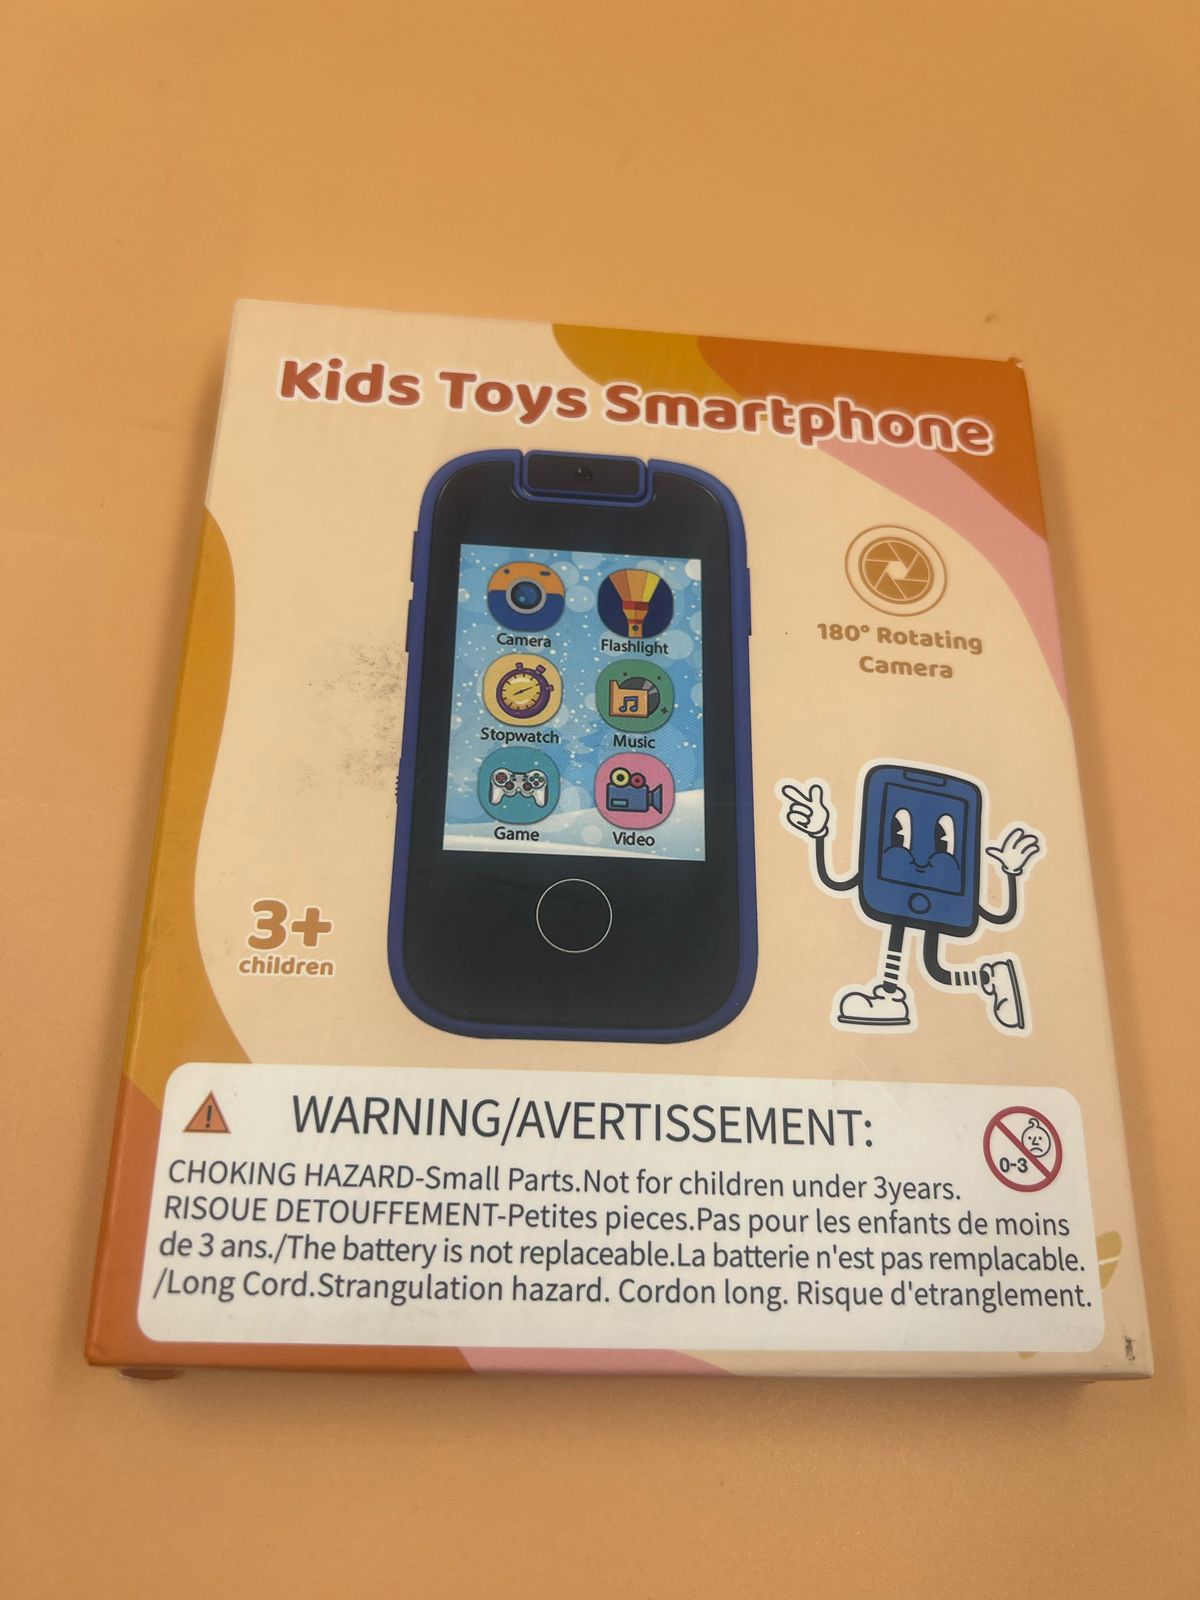 Kids Toys Smartphone
180° Rotating
Camera
Camera
Flashlight
Stopwatch
Music
Game
Video
3+
children
WARNING/AVERTISSEMENT:
0-3
CHOKING HAZARD-Small Parts.Not for children under 3years.
RISOUE DETOUFFEMENT-Petites pieces.Pas pour les enfants de moins
de 3 ans./The battery is not replaceable.La batterie n'est pas remplacable.
/Long Cord.Strangulation hazard. Cordon long. Risque d'etranglement.